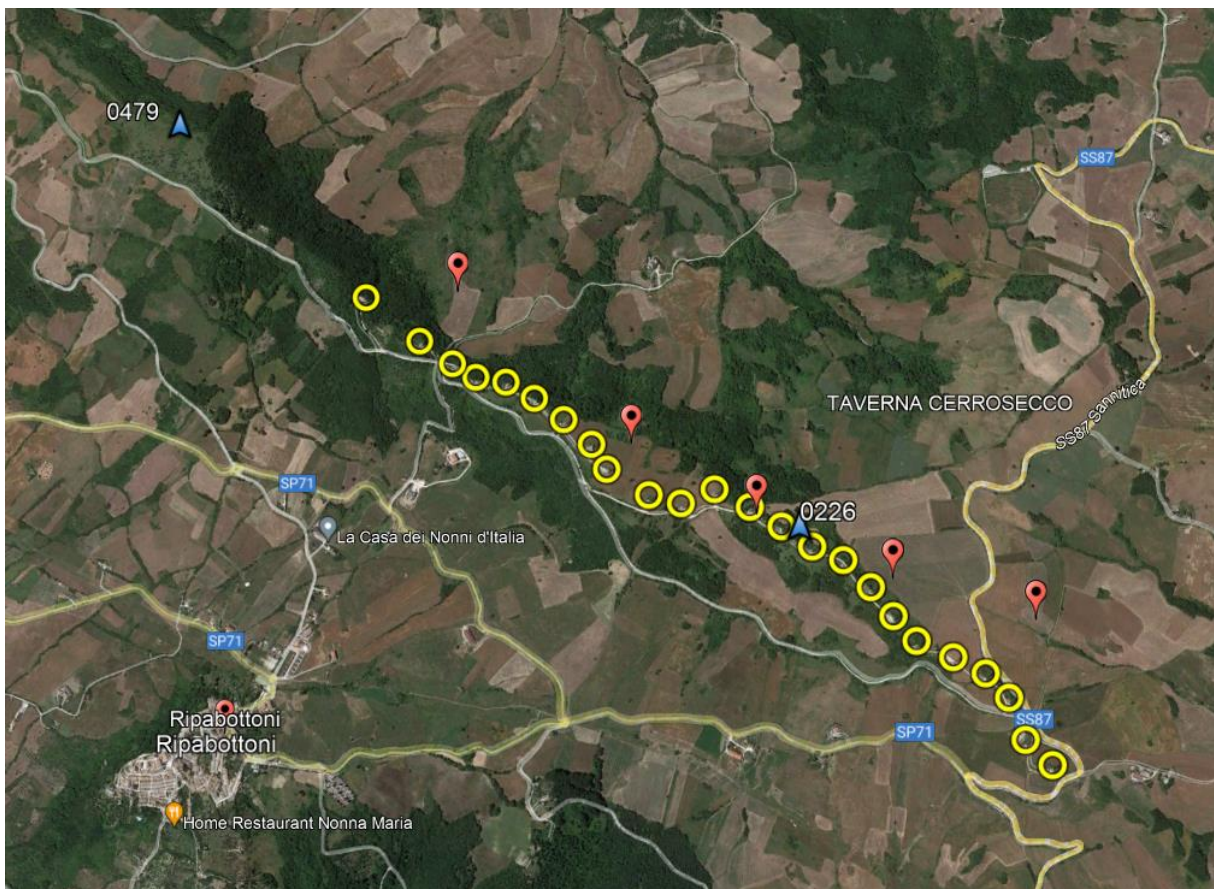 0479
SS87
TAVERNA CERROSECCO
SS87 Sannitica
SP71
0226
La Casa dei Nonni d'Italia
SP71
Ripabottoni
SS87
SP71
Ripabottoni
Home Restaurant Nonna Maria